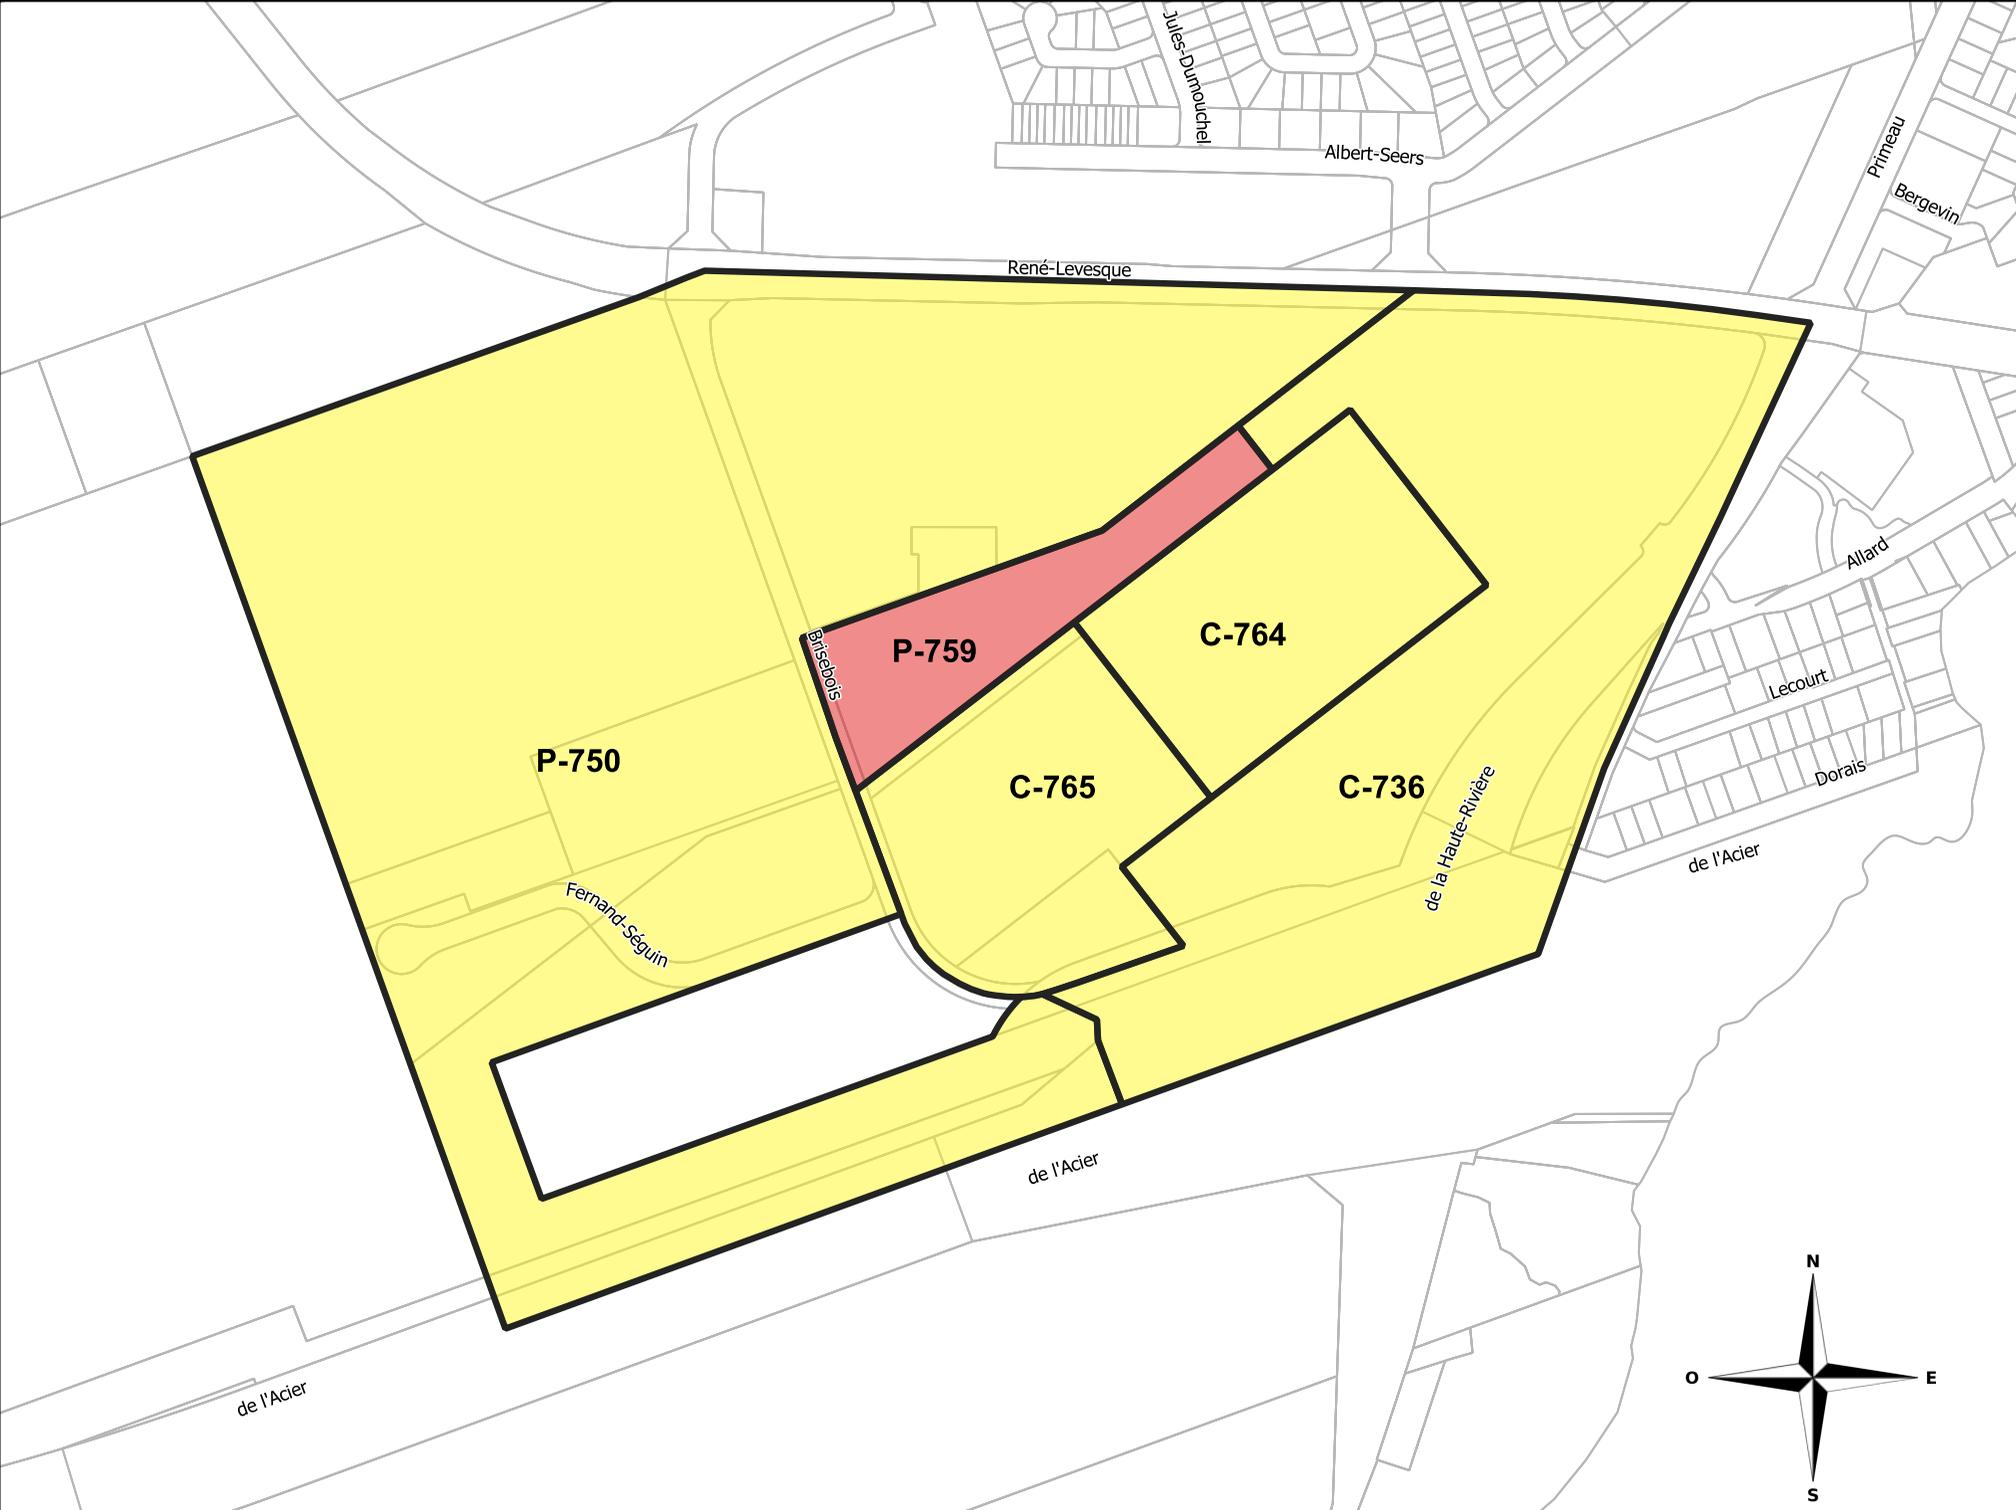 Jules-Dumouchel
Albert-Seers
Primeau
Bergevin
René-Levesque
Allard
Brisebois
P-759
C-764
Lecourt
P-750
C-765
C-736
Dorais
de la Haute-Rivière
de l'Acier
Fernand-Séguin
de l'Acier
de l'Acier
N
O
E
S